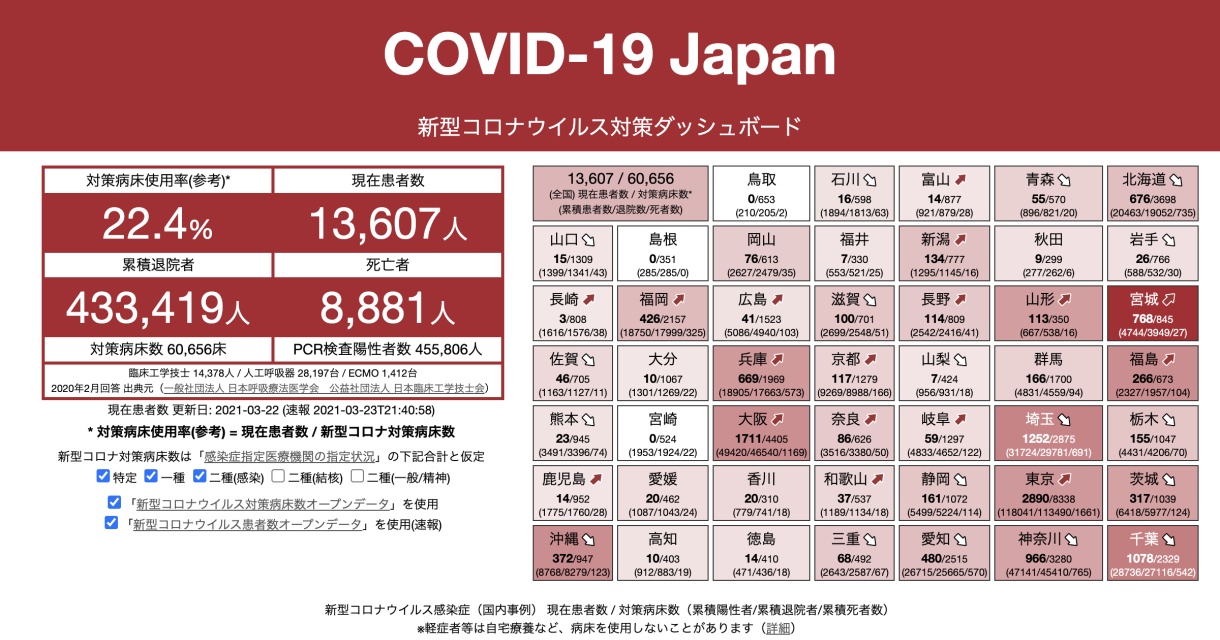 COVID-19 Japan
新型コロナウイルス対策ダッシュボード
対策病床使用率(参考)*
現在患者数
22.4%
13,607人
累積退院者
死亡者
433,419人
8,881人
対策病床数 60,656床
PCR検査陽性者数 455,806人
臨床工学技士 14,378人 / 人工呼吸器 28,197台 / ECMO 1,412台
2020年2月回答 出典元（一般社団法人 日本呼吸療法医学会　公益社団法人 日本臨床工学技士会）
現在患者数 更新日: 2021-03-22 (速報 2021-03-23T21:40:58)
* 対策病床使用率(参考) = 現在患者数 / 新型コロナ対策病床数
新型コロナ対策病床数は「感染症指定医療機関の指定状況」の下記合計と仮定
特定 一種 二種(感染) 二種(結核) 二種(一般/精神)
「新型コロナウイルス対策病床数オープンデータ」を使用
「新型コロナウイルス患者数オープンデータ」を使用(速報)
13,607 / 60,656
(全国) 現在患者数 / 対策病床数*
(累積患者数/退院数/死者数)
鳥取
0/653
(210/205/2)
石川
16/598
(1894/1813/63)
富山
14/877
(921/879/28)
青森
55/570
(896/821/20)
北海道
676/3698
(20463/19052/735)
山口
15/1309
(1399/1341/43)
島根
0/351
(285/285/0)
岡山
76/613
(2627/2479/35)
福井
7/330
(553/521/25)
新潟
134/777
(1295/1145/16)
秋田
9/299
(277/262/6)
岩手
26/766
(588/532/30)
長崎
3/808
(1616/1576/38)
福岡
426/2157
(18750/17999/325)
広島
41/1523
(5086/4940/103)
滋賀
100/701
(2699/2548/51)
長野
114/809
(2542/2416/41)
山形
113/350
(667/538/16)
宮城
768/845
(4744/3949/27)
佐賀
46/705
(1163/1127/11)
大分
10/1067
(1301/1269/22)
兵庫
669/1969
(18905/17663/573)
京都
117/1279
(9269/8988/166)
山梨
7/424
(956/931/18)
群馬
166/1700
(4831/4559/94)
福島
266/673
(2327/1957/104)
熊本
23/945
(3491/3396/74)
宮崎
0/524
(1953/1924/22)
大阪
1711/4405
(49420/46540/1169)
奈良
86/626
(3516/3380/50)
岐阜
59/1297
(4833/4652/122)
埼玉
1252/2875
(31724/29781/691)
栃木
155/1047
(4431/4206/70)
鹿児島
14/952
(1775/1760/28)
愛媛
20/462
(1087/1043/24)
香川
20/310
(779/741/18)
和歌山
37/537
(1189/1134/18)
静岡
161/1072
(5499/5224/114)
東京
2890/8338
(118041/113490/1661)
茨城
317/1039
(6418/5977/124)
沖縄
372/947
(8768/8279/123)
高知
10/403
(912/883/19)
徳島
14/410
(471/436/18)
三重
68/492
(2643/2587/67)
愛知
480/2515
(26715/25665/570)
神奈川
966/3280
(47141/45410/765)
千葉
1078/2329
(28736/27116/542)
新型コロナウイルス感染症（国内事例） 現在患者数 / 対策病床数（累積陽性者/累積退院者/累積死者数）
※軽症者等は自宅療養など、病床を使用しないことがあります（詳細）